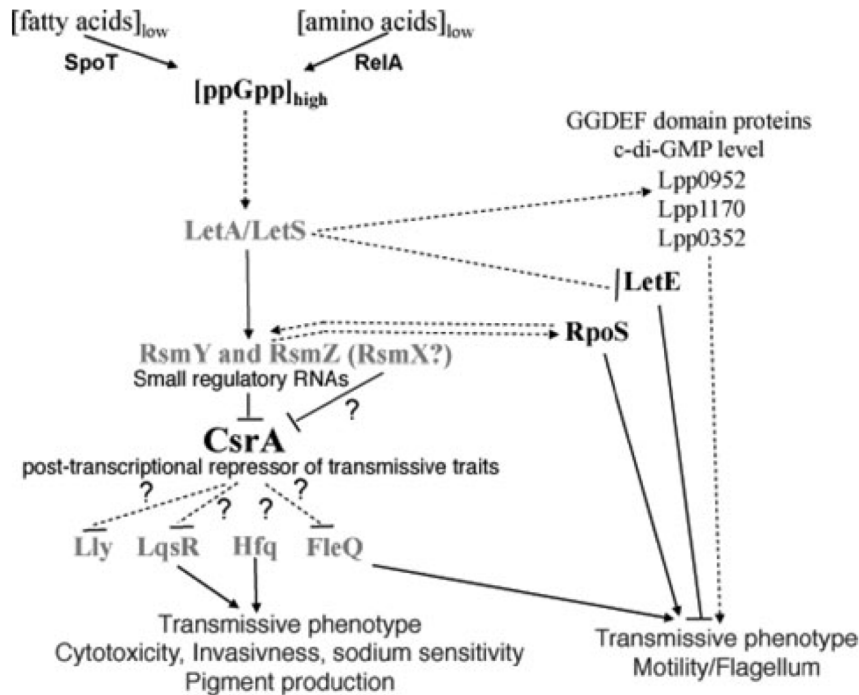 [fatty acids]low [amino acids]low
SpoT RelA
[ppGpp]high
GGDEF domain proteins
c-di-GMP level
Lpp0952
Lpp1170
Lpp0352
LetA/LetS
LetE
RpoS
RsmY and RsmZ (RsmX?)
Small regulatory RNAs
?
CsrA
post-transcriptional repressor of transmissive traits
? ? ? ?
Lly LqsR Hfq FleQ
Transmissive phenotype
Cytotoxicity, Invasivness, sodium sensitivity
Pigment production
Transmissive phenotype
Motility/Flagellum